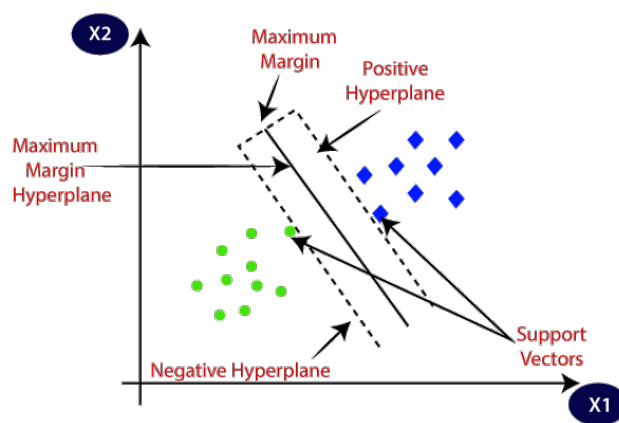 X2
Maximum
Margin
Positive
Hyperplane
Maximum
Margin
Hyperplane
Support
Vectors
Negative Hyperplane
X1